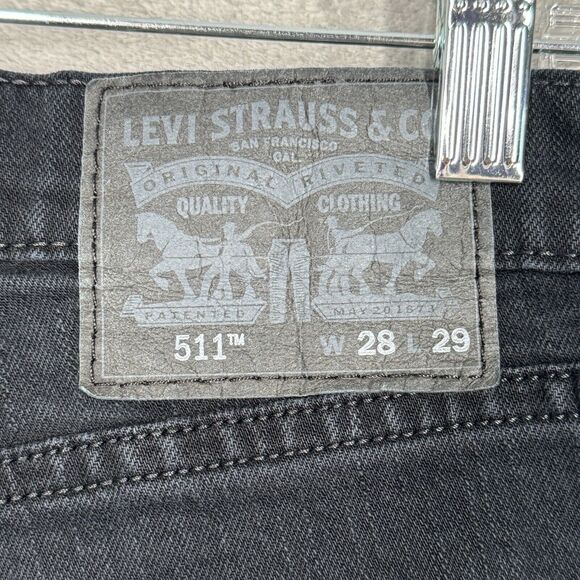 LEVI STRAUSS & CO
SAN FRANCISCO
CAL
ORIGINAL RIVETED
QUALITY CLOTHING
PATENTED MAY 20 1873
511™ W 28 L 29